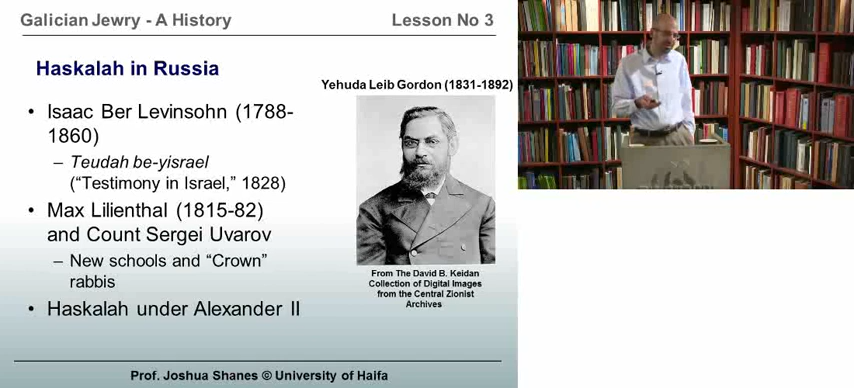 Galician Jewry - A History
Lesson No 3
Haskalah in Russia
Yehuda Leib Gordon (1831-1892)
• Isaac Ber Levinsohn (1788-
1860)
– Teudah be-yisrael
(“Testimony in Israel,” 1828)
• Max Lilienthal (1815-82)
and Count Sergei Uvarov
– New schools and “Crown”
rabbis
• Haskalah under Alexander II
From The David B. Keidan
Collection of Digital Images
from the Central Zionist
Archives
Prof. Joshua Shanes © University of Haifa